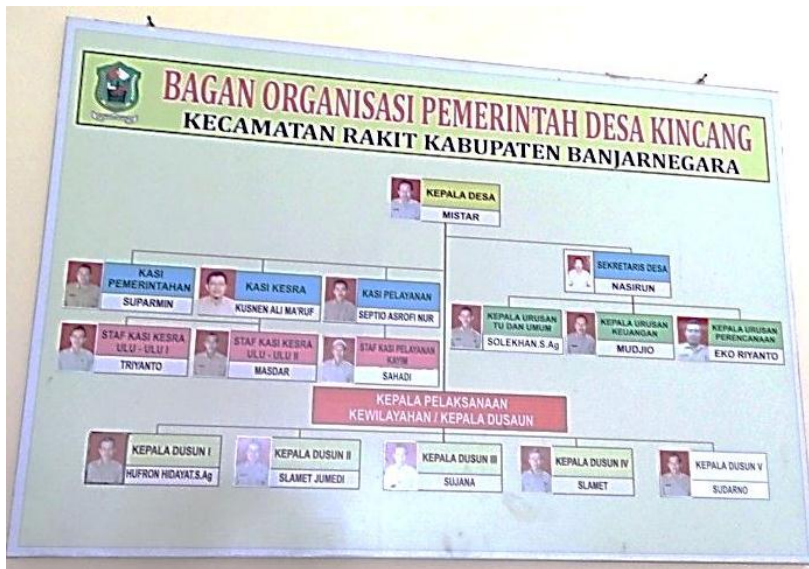 BAGAN ORGANISASI PEMERINTAH DESA KINCANG
KECAMATAN RAKIT KABUPATEN BANJARNEGARA
KEPALA DESA
MISTAR
SEKRETARIS DESA
NASIRUN
KASI
PEMERINTAHAN
SUPARMIN
KASI KESRA
KUSNEN ALI MA'RUF
KASI PELAYANAN
SEPTIO ASROFI NUR
KEPALA URUSAN
TU DAN UMUM
SOLEKHAN.S.Ag
KEPALA URUSAN
KEUANGAN
MUDJIO
KEPALA URUSAN
PERENCANAAN
EKO RIYANTO
STAF KASI KESRA
ULU - ULU I
TRIYANTO
STAF KASI KESRA
ULU - ULU II
MASDAR
STAF KASI PELAYANAN
KAYIM
SAHADI
KEPALA PELAKSANAAN
KEWILAYAHAN / KEPALA DUSAUN
KEPALA DUSUN I
HUFRON HIDAYAT.S.Ag
KEPALA DUSUN II
SLAMET JUMEDI
KEPALA DUSUN III
SUJANA
KEPALA DUSUN IV
SLAMET
KEPALA DUSUN V
SUDARNO